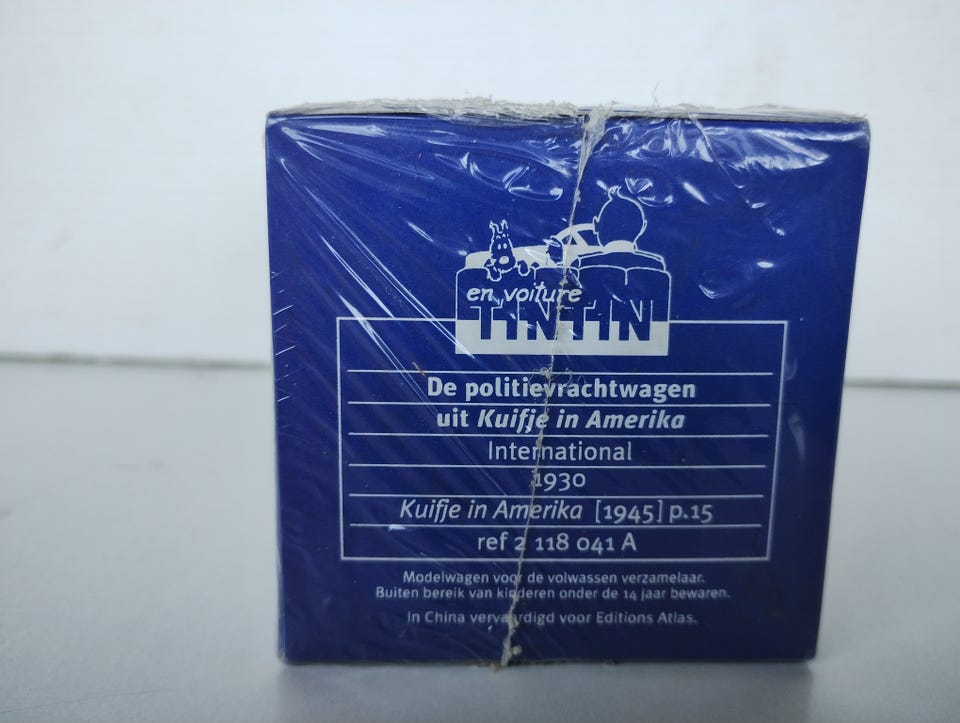 en voiture
TINTIN
De politievrachtwagen
uit Kuifje in Amerika
International
1930
Kuifje in Amerika [1945] p.15
ref 2 118 041 A
Modelwagen voor de volwassen verzamelaar.
Buiten bereik van kinderen onder de 14 jaar bewaren.
In China vervaardigd voor Editions Atlas.